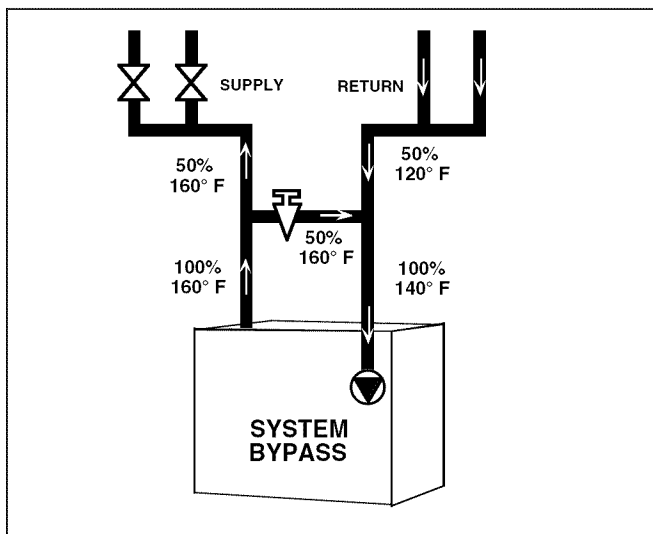 SUPPLY
RETURN
50%
160° F
50%
120° F
50%
160° F
100%
160° F
100%
140° F
SYSTEM
BYPASS